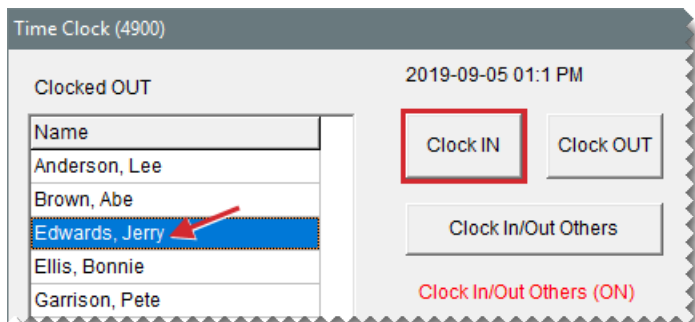 Time Clock (4900)
Clocked OUT
2019-09-05 01:1 PM
Name
Anderson, Lee
Brown, Abe
Edwards, Jerry
Ellis, Bonnie
Garrison, Pete
Clock IN
Clock OUT
Clock In/Out Others
Clock In/Out Others (ON)